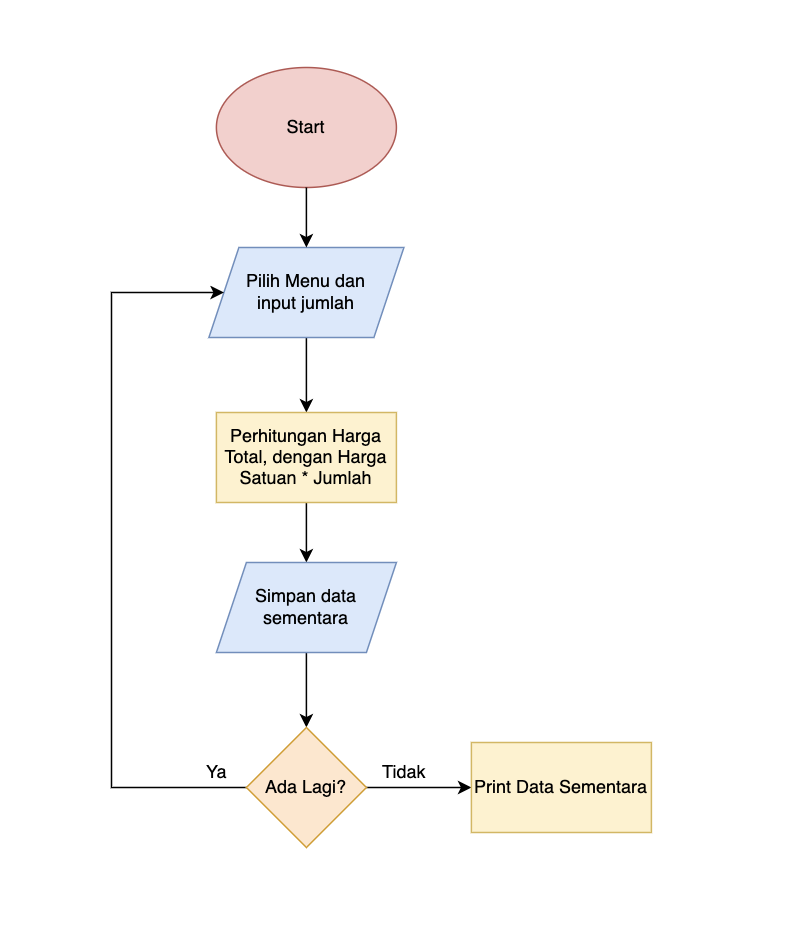 Start
Pilih Menu dan
input jumlah
Perhitungan Harga
Total, dengan Harga
Satuan * Jumlah
Simpan data
sementara
Ya
Ada Lagi?
Tidak
Print Data Sementara